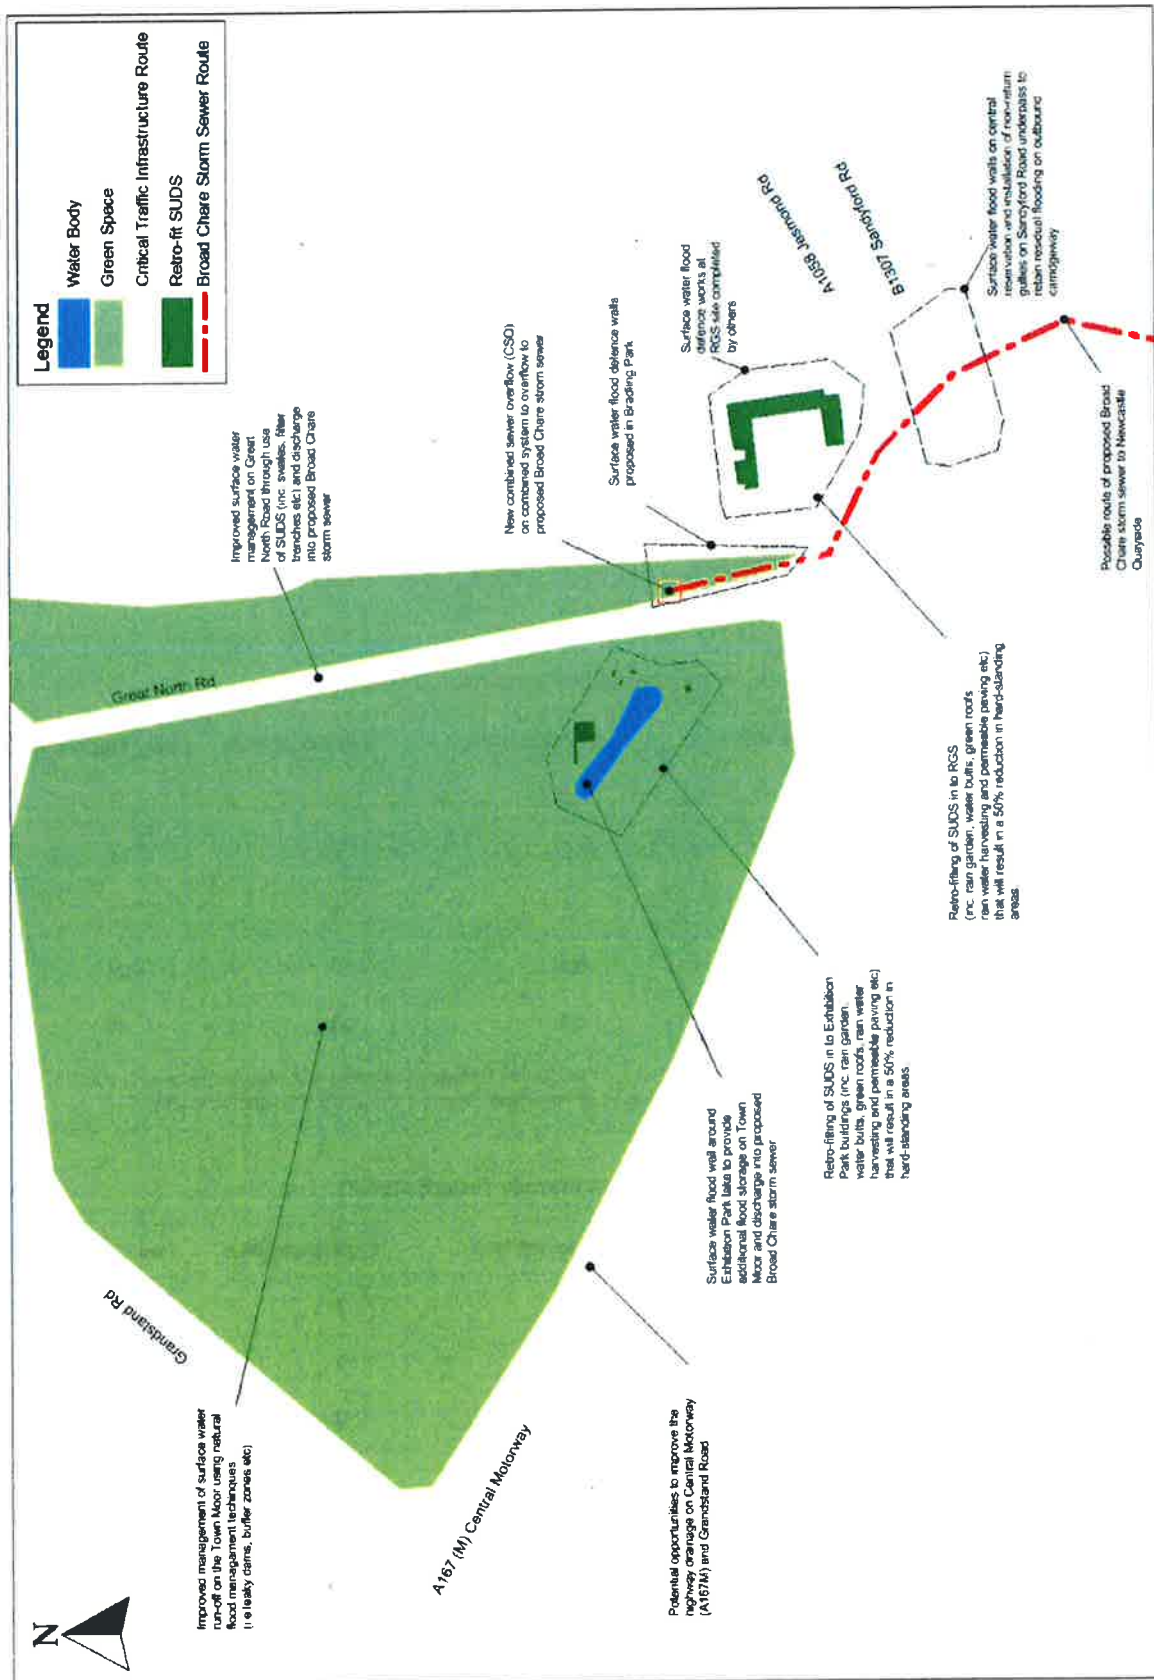 N
Legend
Water Body
Green Space
Critical Traffic Infrastructure Route
Retro-fit SUDS
Broad Chare Storm Sewer Route
Improved management of surface water
run-off on the Town Moor using natural
flood managament techinques
(i e leaky dams, buffer zones etc)
Grandstand Rd
A167 (M) Central Motorway
Great North Rd
Improved surface water
management on Great
North Road through use
of SUDS (inc swales, filter
trenches etc) and discharge
into proposed Broad Chare
storm sewer
New combined sewer overflow (CSO)
on combined system to overflow to
proposed Broad Chare strom sewer
Surface water flood defence walls
proposed in Brading Park
Surface water flood
defence works at
RGS site completed
by others
A1058 Jesmond Rd
B1307 Sandyford Rd
Surface water flood walls on central
reservation and installation of non-return
gullies on Sandyford Road underpass to
retain residual flooding on outbound
carriageway
Potential opportunities to improve the
highway drainage on Central Motorway
(A167M) and Grandstand Road
Surface water flood wall around
Exhibition Park lake to provide
additional flood storage on Town
Moor and discharge into proposed
Broad Chare storm sewer
Retro-fitting of SUDS in to Exhibition
Park buildings (inc rain garden,
water butts, green roofs, rain water
harvesting and permeable paving etc)
that will result in a 50% reduction in
hard-standing areas
Retro-fitting of SUDS in to RGS
(inc rain garden, water butts, green roofs
rain water harvesting and permeable paving etc)
that will result in a 50% reduction in hard-standing
areas
Possible route of proposed Broad
Chare storm sewer to Newcastle
Quayside